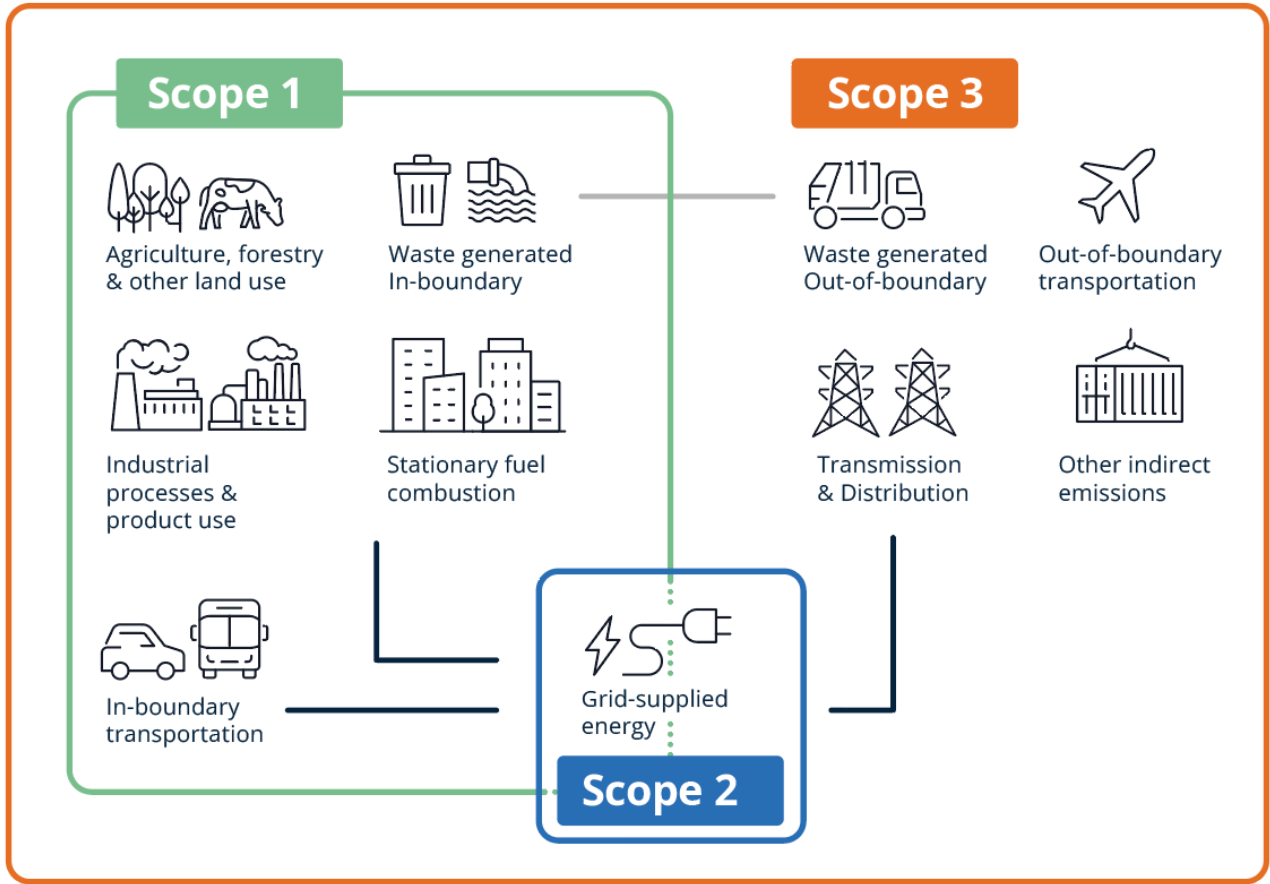 Scope 1
Agriculture, forestry
& other land use
Waste generated
In-boundary
Industrial
processes &
product use
Stationary fuel
combustion
In-boundary
transportation
Grid-supplied
energy
Scope 2
Scope 3
Waste generated
Out-of-boundary
Out-of-boundary
transportation
Transmission
& Distribution
Other indirect
emissions